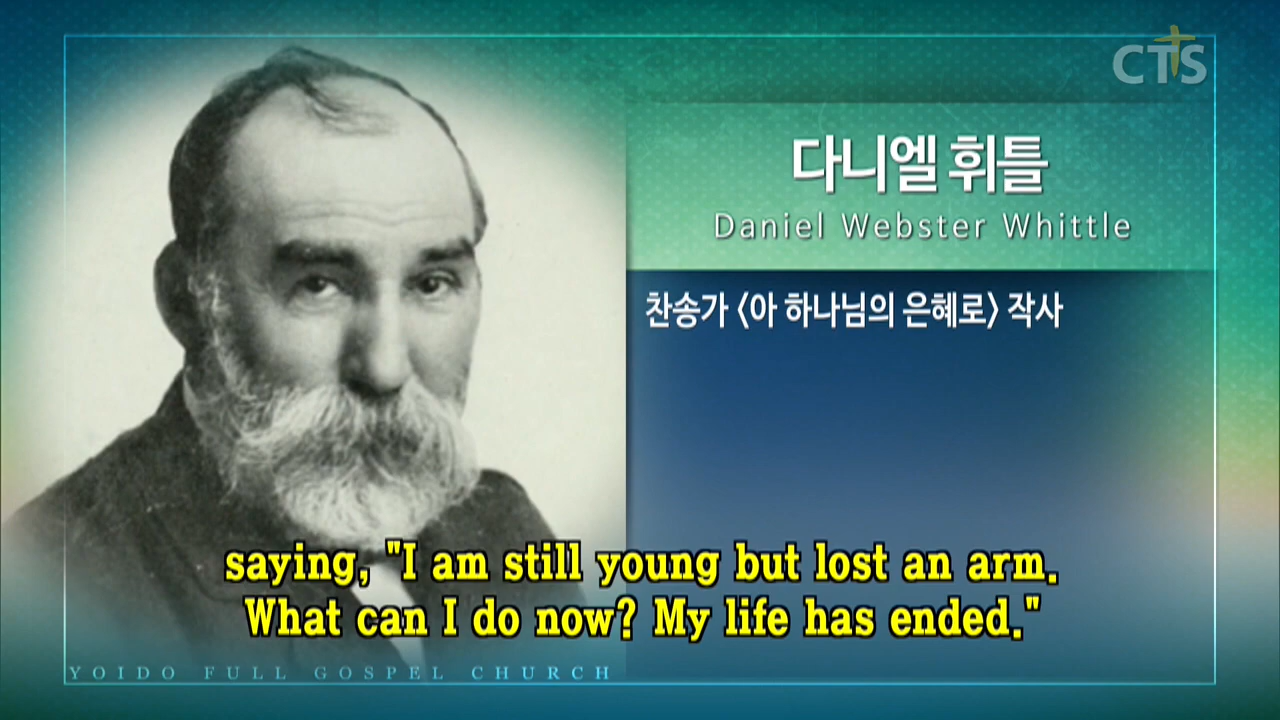 CTS
다니엘 휘틀
Daniel Webster Whittle
찬송가 〈아 하나님의 은혜로〉 작사
saying, "I am still young but lost an arm.
What can I do now? My life has ended."
YOIDO FULL GOSPEL CHURCH